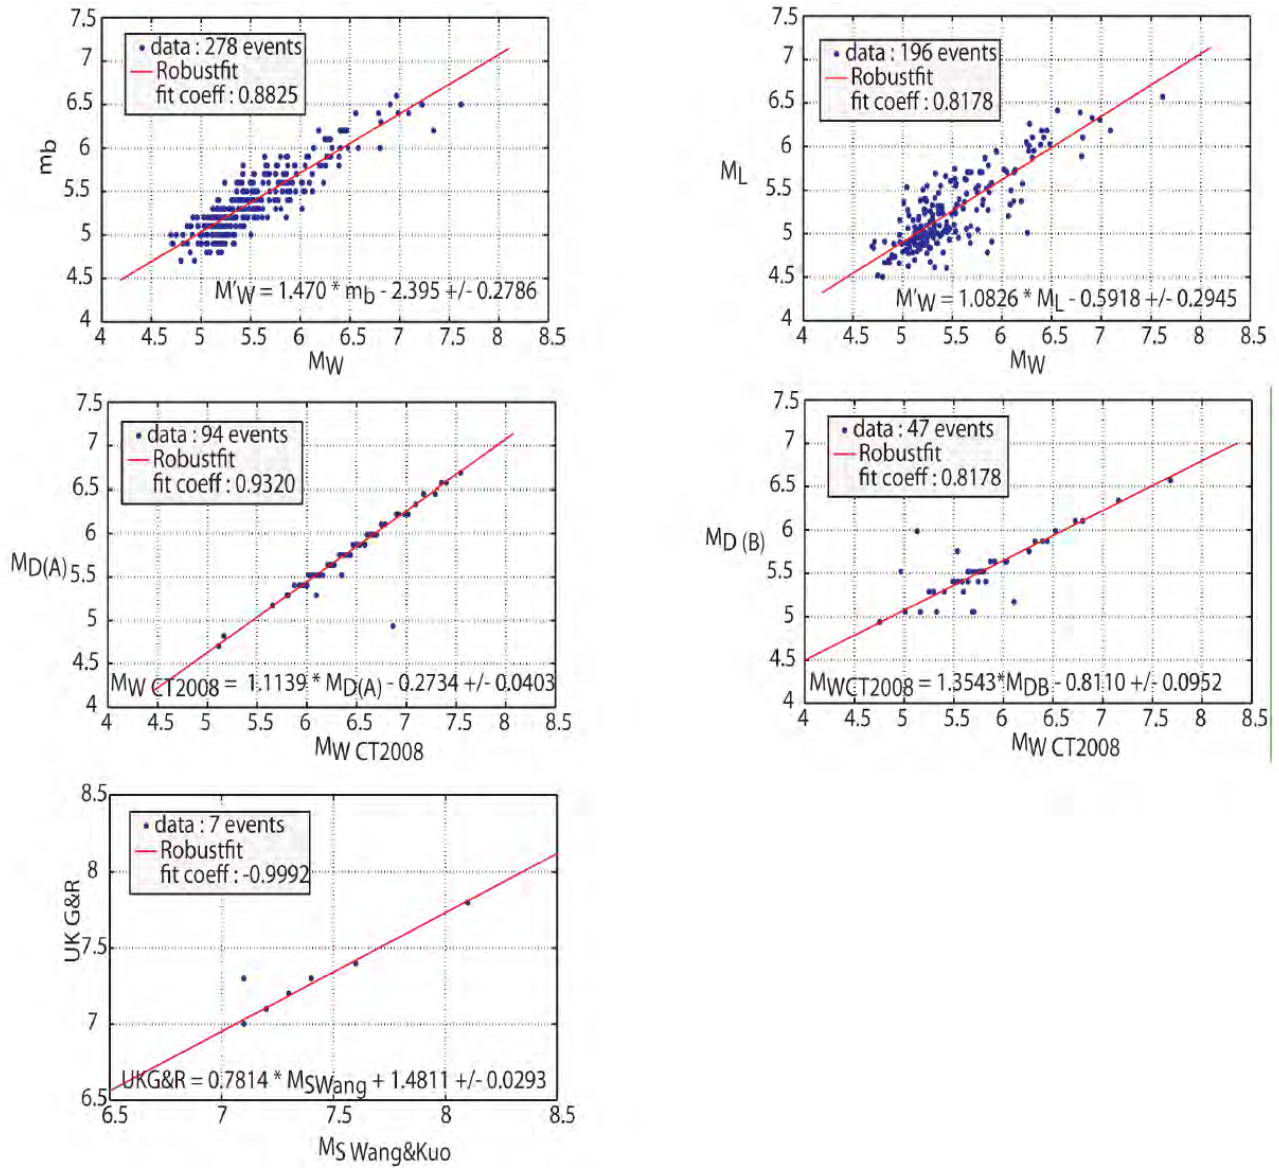 7.5
7
6.5
6
5.5
5
4.5
4
mb
data : 278 events
Robustfit
fit coeff : 0.8825
M'W = 1.470 * mb - 2.395 +/- 0.2786
4 4.5 5 5.5 6 6.5 7 7.5 8 8.5
MW
7.5
7
6.5
6
5.5
5
4.5
4
ML
data : 196 events
Robustfit
fit coeff : 0.8178
M'W = 1.0826 * ML - 0.5918 +/- 0.2945
4 4.5 5 5.5 6 6.5 7 7.5 8 8.5
MW
7.5
7
6.5
6
5.5
5
4.5
4
MD(A)
data : 94 events
Robustfit
fit coeff : 0.9320
MW CT2008 = 1.1139 * MD(A) - 0.2734 +/- 0.0403
4 4.5 5 5.5 6 6.5 7 7.5 8 8.5
MW CT2008
7.5
7
6.5
6
5.5
5
4.5
4
MD (B)
data : 47 events
Robustfit
fit coeff : 0.8178
MWCT2008 = 1.3543*MDB - 0.8110 +/- 0.0952
4 4.5 5 5.5 6 6.5 7 7.5 8 8.5
MW CT2008
8.5
8
7.5
7
6.5
UK G&R
data : 7 events
Robustfit
fit coeff : -0.9992
UKG&R = 0.7814 * MSWang + 1.4811 +/- 0.0293
6.5 7 7.5 8 8.5
MS Wang&Kuo